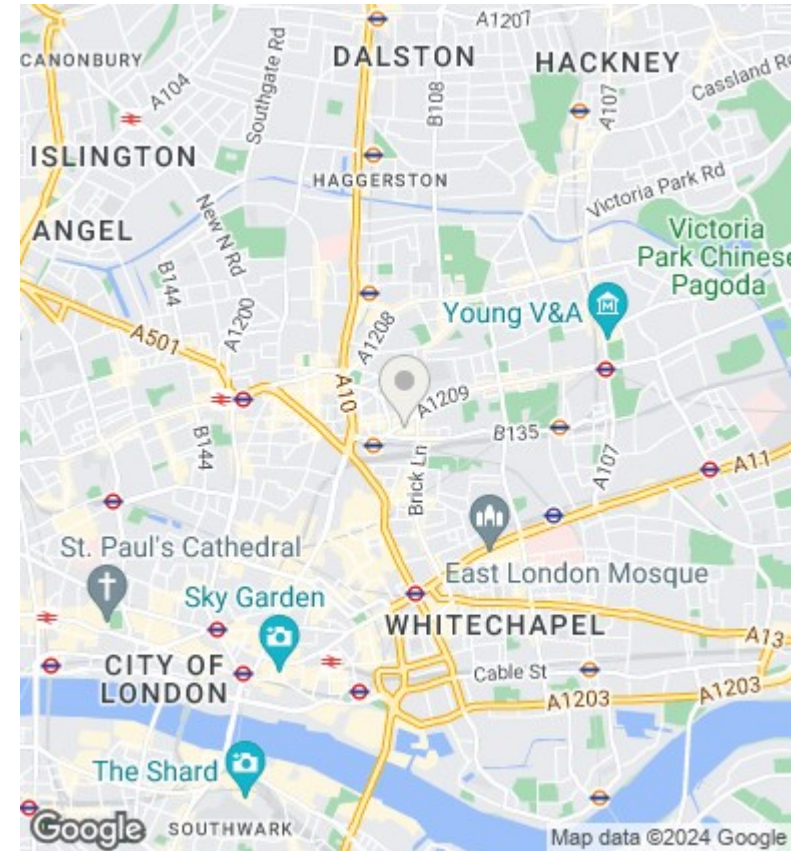 A1207
DALSTON
HACKNEY
CANONBURY
A104
Southgate Rd
B108
A107
Cassland Rd
ISLINGTON
HAGGERSTON
Victoria Park Rd
New N Rd
ANGEL
Victoria
Park Chinese
Pagoda
B144
A1200
Young V&A
A501
A1208
A10
A1209
B144
B135
A107
A11
Brick Ln
St. Paul's Cathedral
East London Mosque
Sky Garden
WHITECHAPEL
A13
CITY OF
LONDON
Cable St
A1203
A1203
The Shard
Google
SOUTHWARK
Map data ©2024 Google